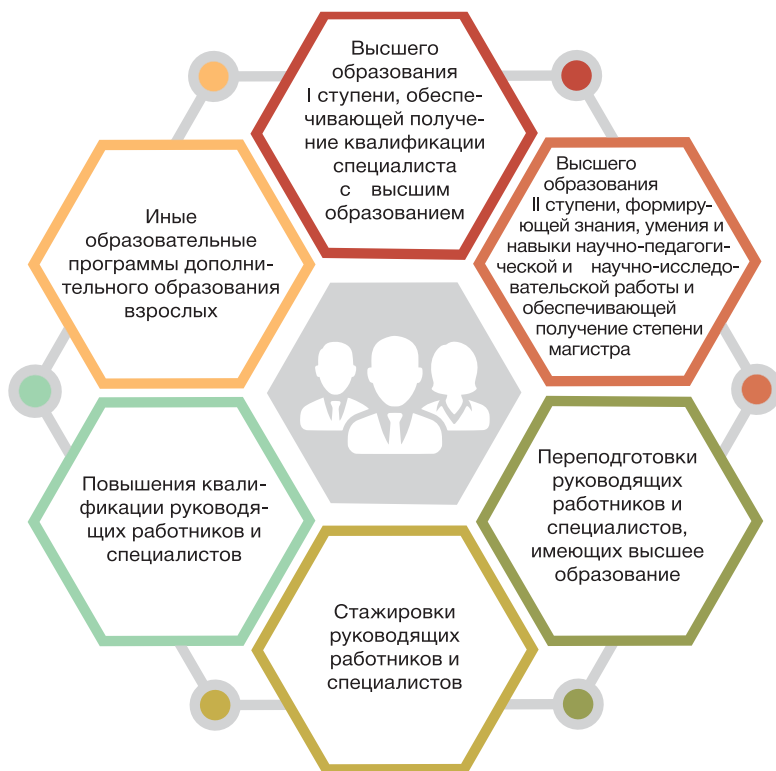 Высшего
образования
I ступени, обеспе-
чивающей получе-
ние квалификации
специалиста
с высшим
образованием
Высшего
образования
II ступени, формирую-
щей знания, умения и
навыки научно-педагоги-
ческой и научно-исследо-
вательской работы и
обеспечивающей
получение степени
магистра
Переподготовки
руководящих
работников и
специалистов,
имеющих высшее
образование
Стажировки
руководящих
работников и
специалистов
Повышения квали-
фикации руководя-
щих работников и
специалистов
Иные
образовательные
программы дополни-
тельного образования
взрослых